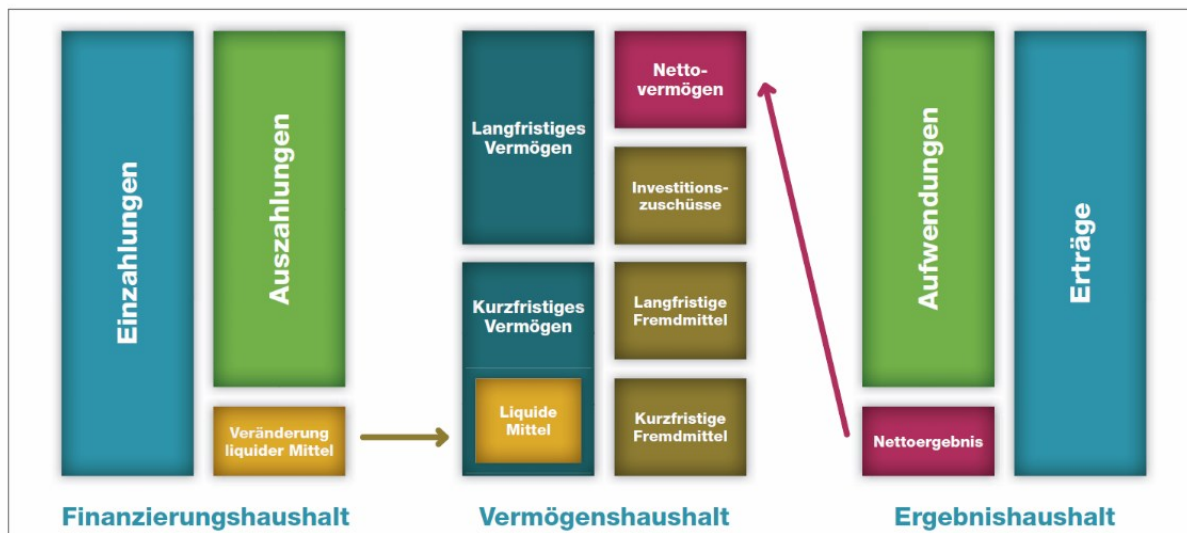 Einzahlungen
Auszahlungen
Veränderung
liquider Mittel
Finanzierungshaushalt
Langfristiges
Vermögen
Kurzfristiges
Vermögen
Liquide
Mittel
Netto-
vermögen
Investitions-
zuschüsse
Langfristige
Fremdmittel
Kurzfristige
Fremdmittel
Vermögenshaushalt
Aufwendungen
Nettoergebnis
Erträge
Ergebnishaushalt